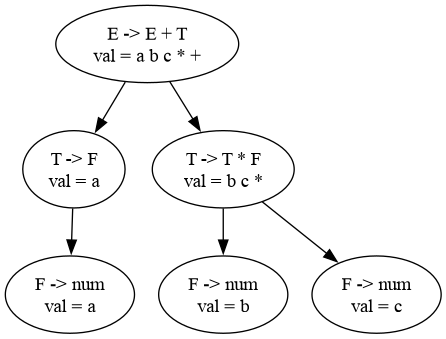 E -> E + T
val = a b c * +
T -> F
val = a
T -> T * F
val = b c *
F -> num
val = a
F -> num
val = b
F -> num
val = c